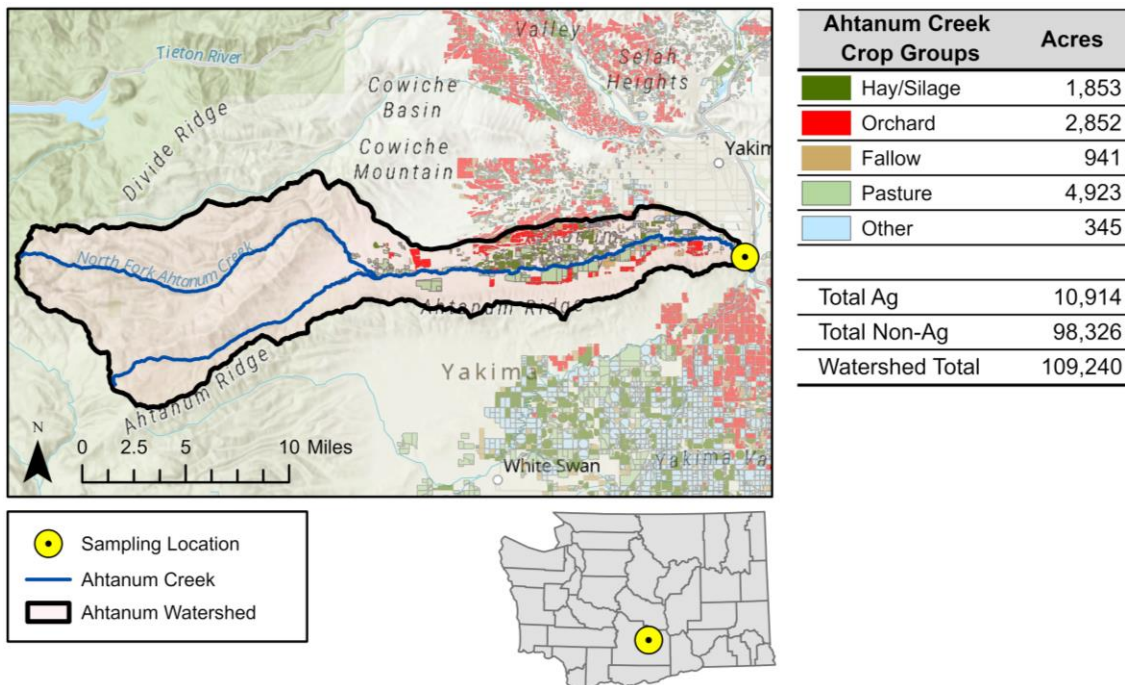 Valley
Tieton River
Selah
Heights
Cowiche
Basin
Divide Ridge
Cowiche
Mountain
Yakim
North Fork Ahtanum Creek
Ahtanum Ridge
Yakima
Ahtanum Ridge
N
0 2.5 5 10 Miles
White Swan
Yakima Va
Ahtanum Creek
Crop Groups
Acres
Hay/Silage 1,853
Orchard 2,852
Fallow 941
Pasture 4,923
Other 345
Total Ag 10,914
Total Non-Ag 98,326
Watershed Total 109,240
Sampling Location
Ahtanum Creek
Ahtanum Watershed